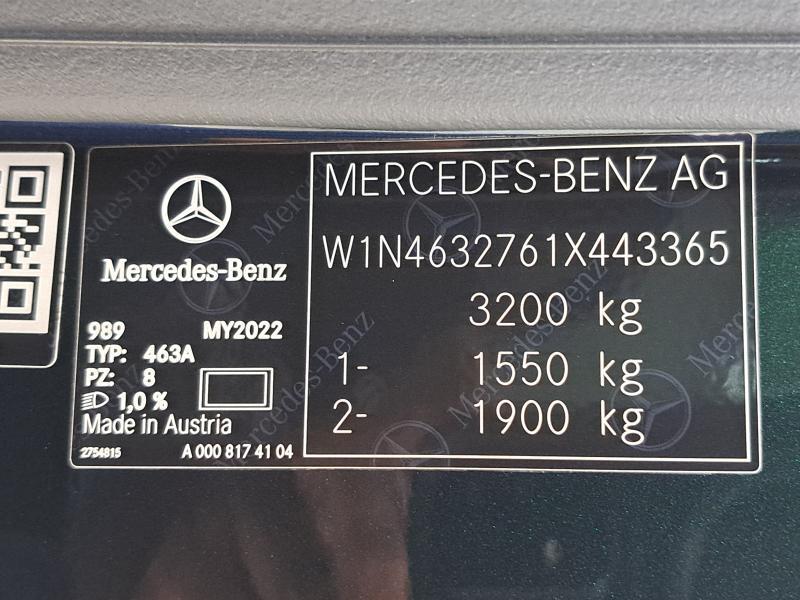 Mercedes-Benz
989 MY2022
TYP: 463A
PZ: 8
1,0 %
Made in Austria
2754815 A 000 817 41 04
MERCEDES-BENZ AG
W1N4632761X443365
3200 kg
1- 1550 kg
2- 1900 kg